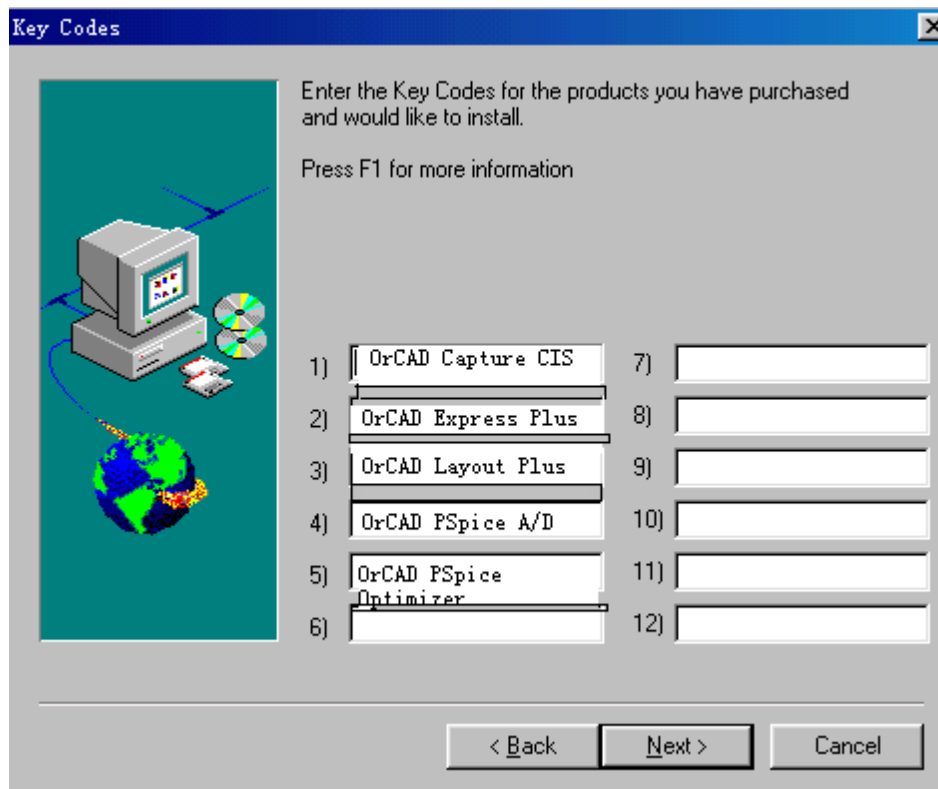 Key Codes
Enter the Key Codes for the products you have purchased
and would like to install.
Press F1 for more information
1) OrCAD Capture CIS
2) OrCAD Express Plus
3) OrCAD Layout Plus
4) OrCAD PSpice A/D
5) OrCAD PSpice
Optimizer
6)
7)
8)
9)
10)
11)
12)
< Back
Next >
Cancel